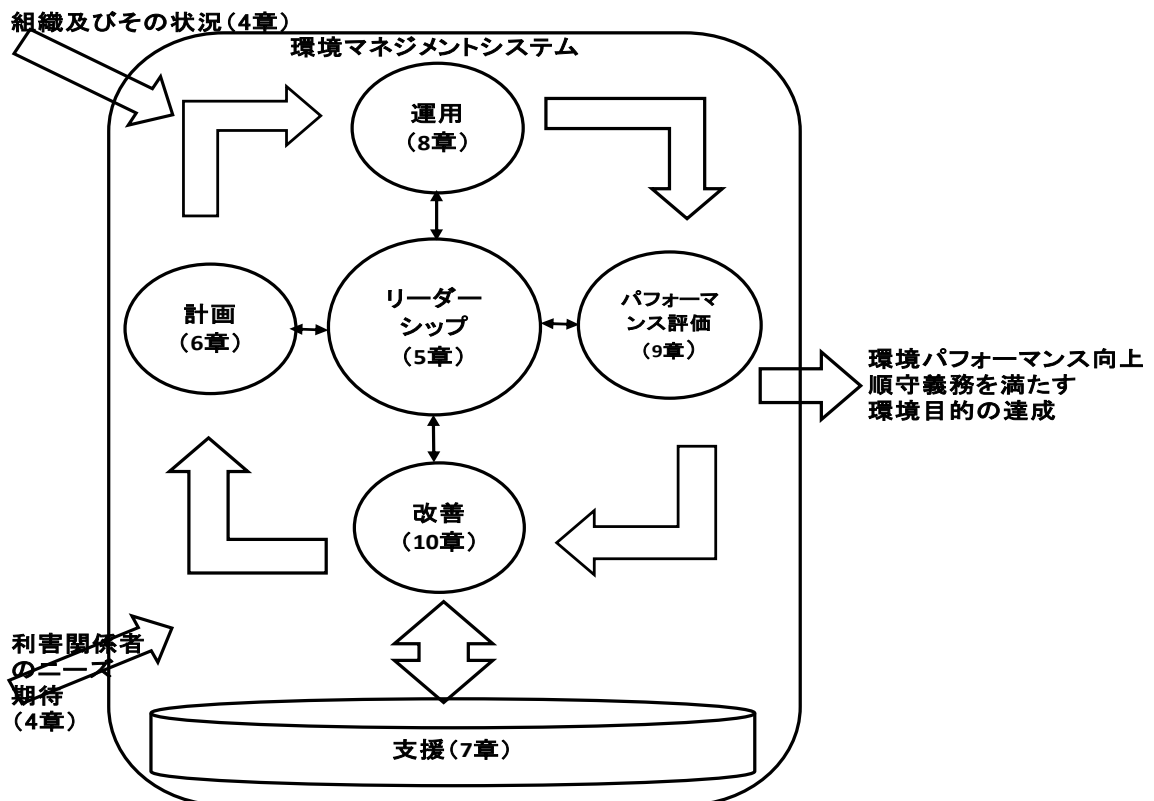 組織及びその状況(4章)
環境マネジメントシステム
運用
(8章)
計画
(6章)
リーダー
シップ
(5章)
パフォーマ
ンス評価
(9章)
環境パフォーマンス向上
順守義務を満たす
環境目的の達成
改善
(10章)
利害関係者
のニーズ
期待
(4章)
支援(7章)